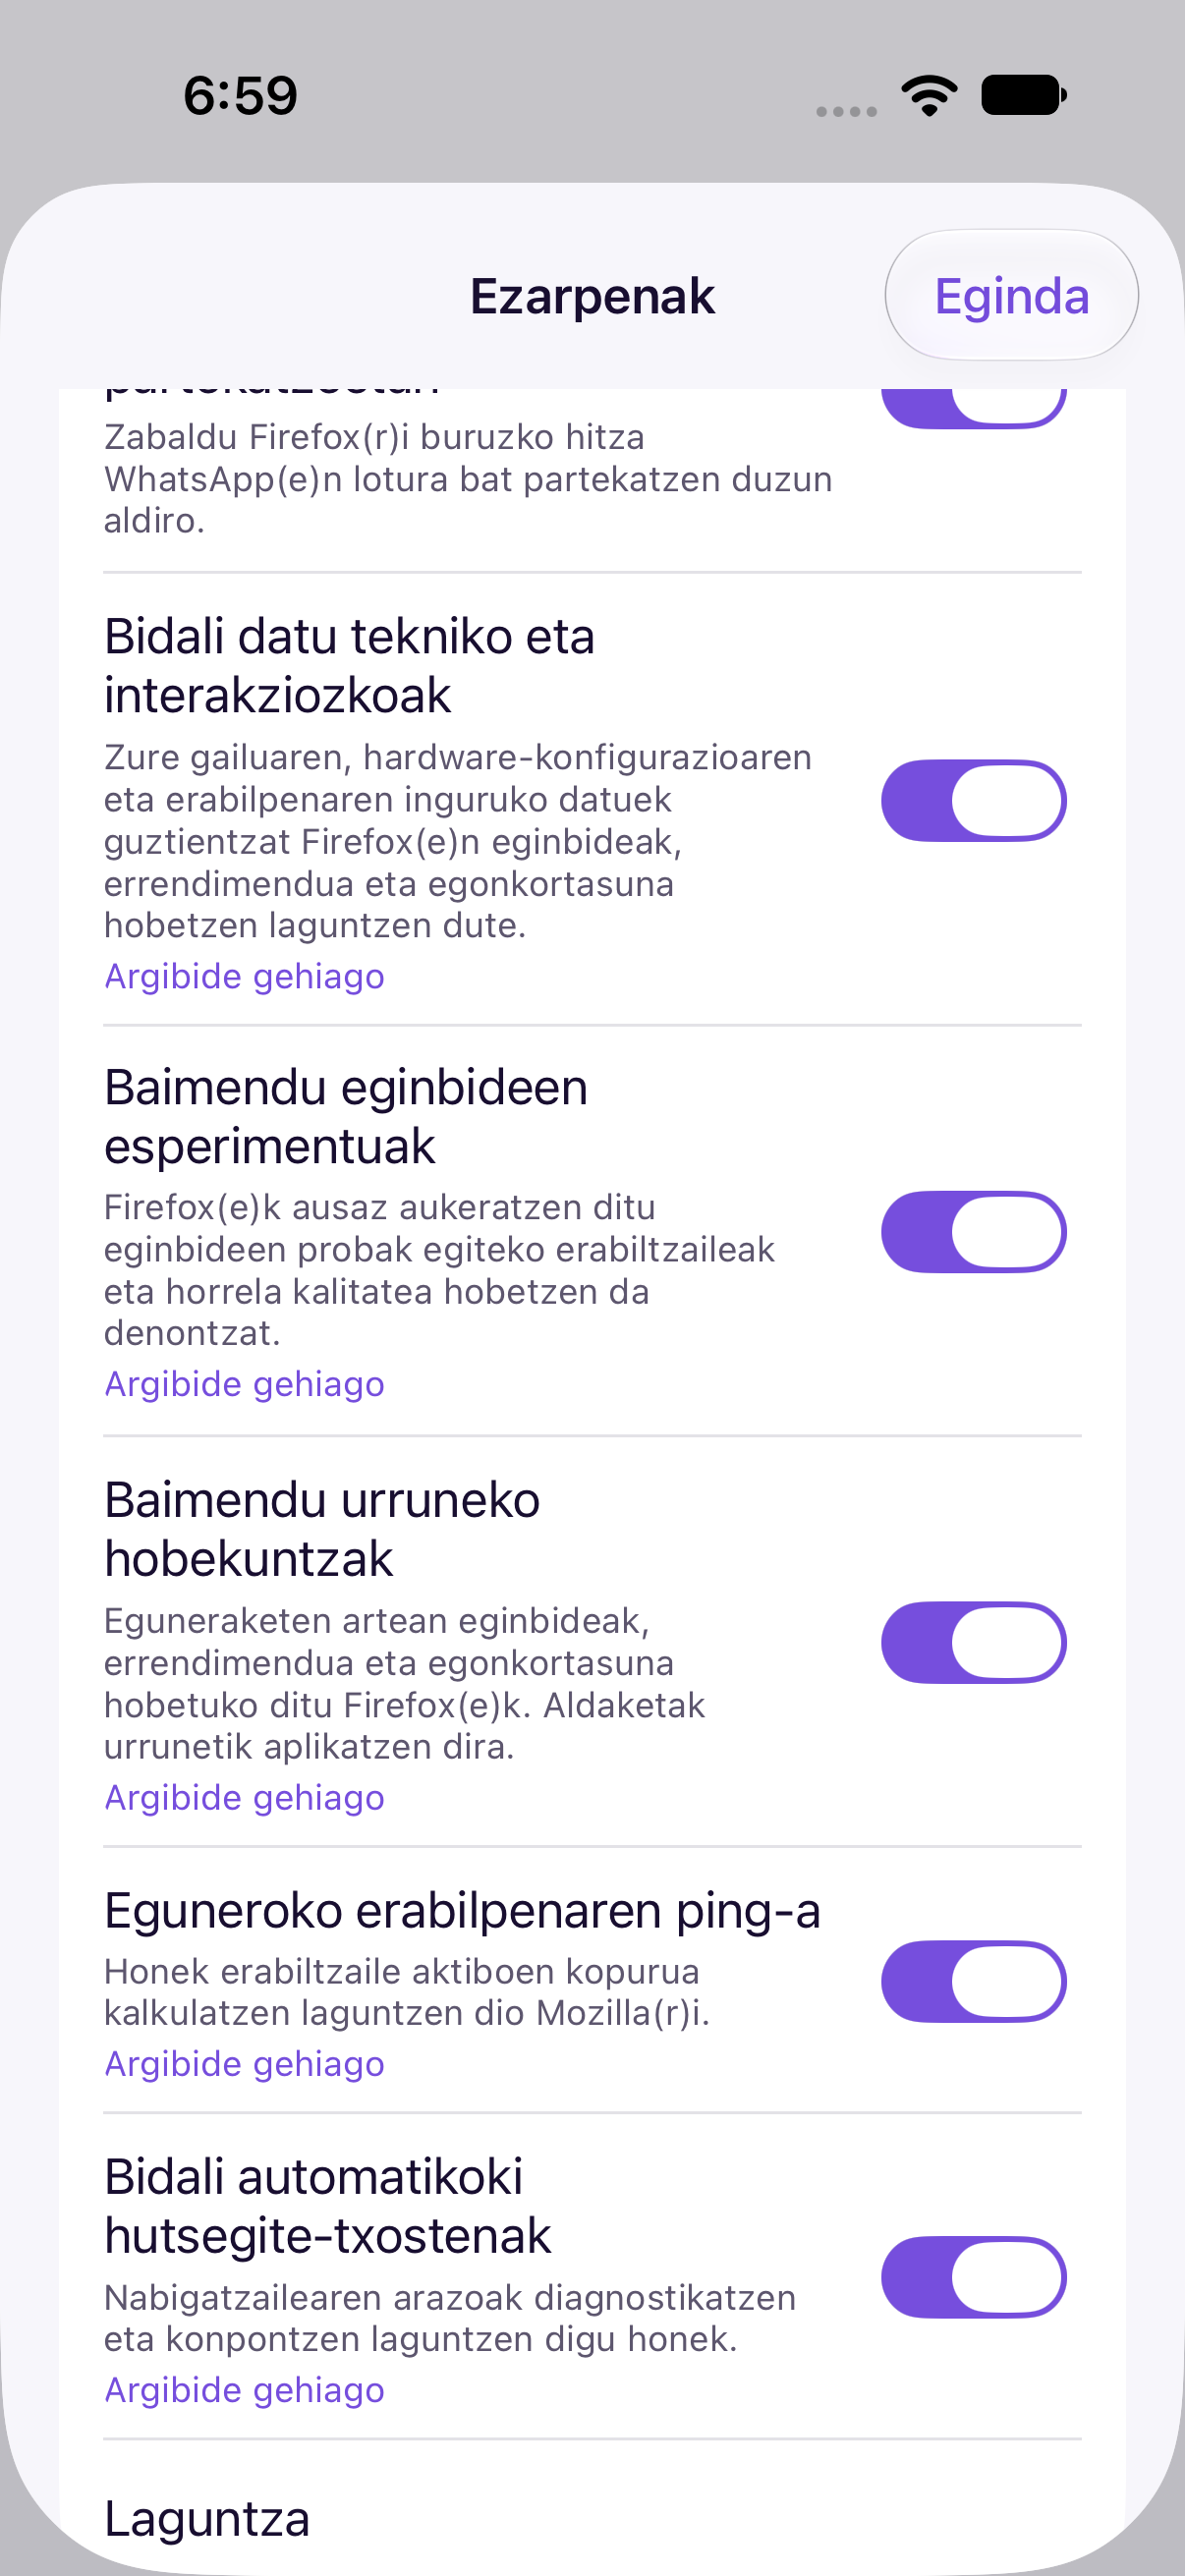 6:59
Ezarpenak
Eginda
Zabaldu Firefox(r)i buruzko hitza
WhatsApp(e)n lotura bat partekatzen duzun
aldiro.
Bidali datu tekniko eta
interakziozkoak
Zure gailuaren, hardware-konfigurazioaren
eta erabilpenaren inguruko datuek
guztientzat Firefox(e)n eginbideak,
errendimendua eta egonkortasuna
hobetzen laguntzen dute.
Argibide gehiago
Baimendu eginbideen
esperimentuak
Firefox(e)k ausaz aukeratzen ditu
eginbideen probak egiteko erabiltzaileak
eta horrela kalitatea hobetzen da
denontzat.
Argibide gehiago
Baimendu urruneko
hobekuntzak
Eguneraketen artean eginbideak,
errendimendua eta egonkortasuna
hobetuko ditu Firefox(e)k. Aldaketak
urrunetik aplikatzen dira.
Argibide gehiago
Eguneroko erabilpenaren ping-a
Honek erabiltzaile aktiboen kopurua
kalkulatzen laguntzen dio Mozilla(r)i.
Argibide gehiago
Bidali automatikoki
hutsegite-txostenak
Nabigatzailearen arazoak diagnostikatzen
eta konpontzen laguntzen digu honek.
Argibide gehiago
Laguntza